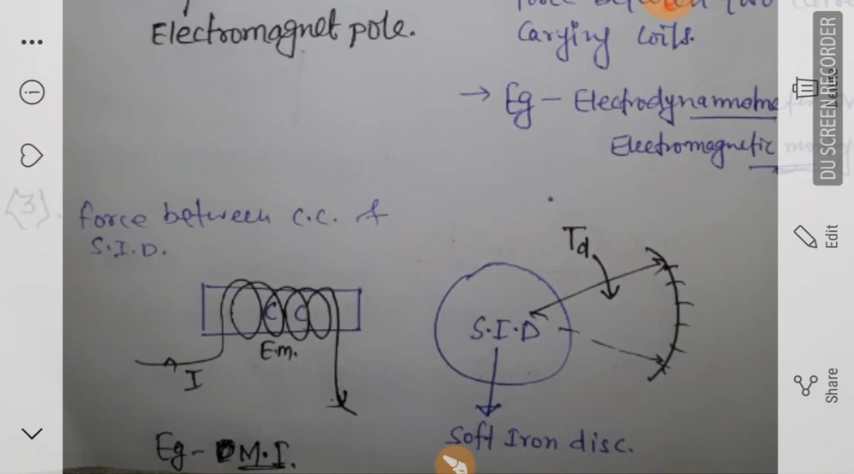 Electromagnet pole.
Carying Coils.
→ Eg - Electrodynamome
Electromagnetic
{3}. force between C.C. &
S.I.D.
Td
C C
E.m.
I
S.I.D
Eg - M.I.
Soft Iron disc.
DU SCREEN RECORDER
Edit
Share